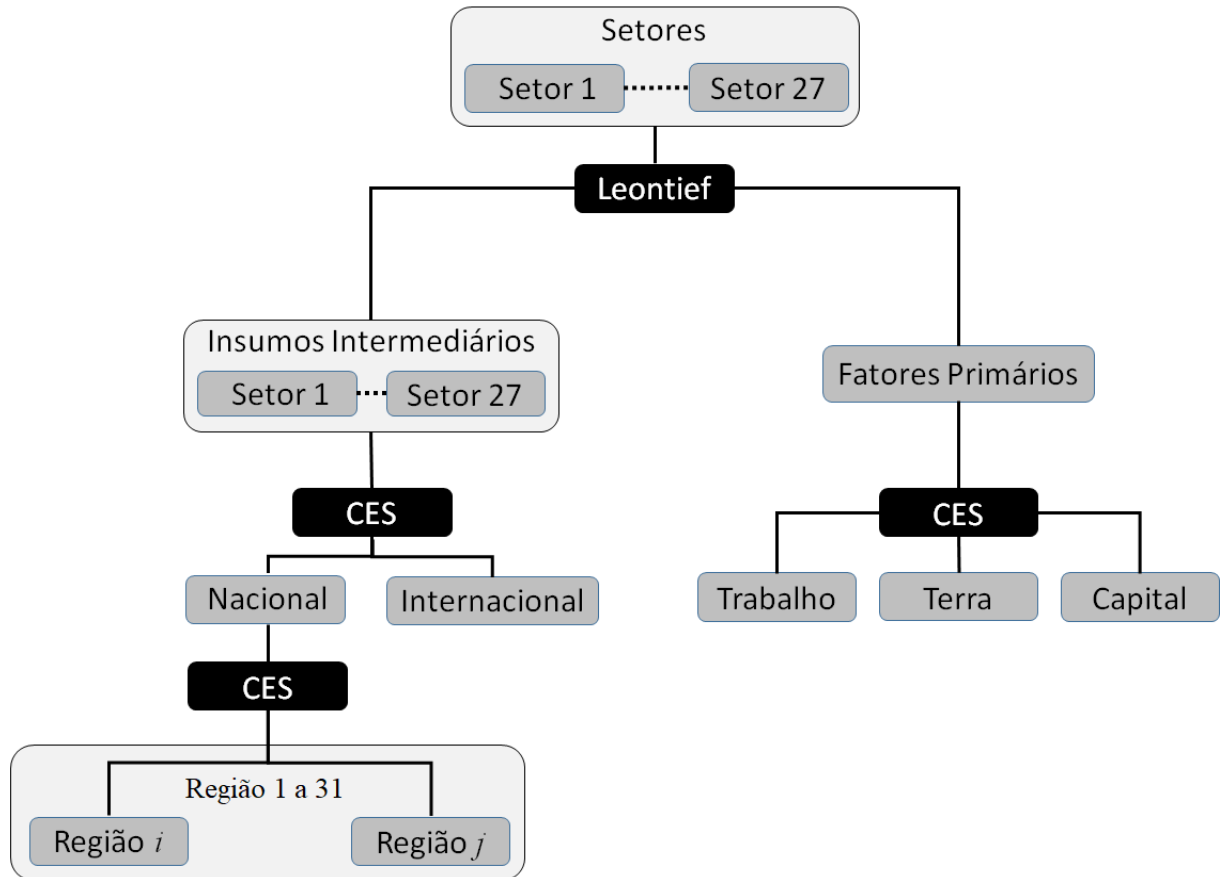 Setores
Setor 1
Setor 27
Leontief
Insumos Intermediários
Setor 1
Setor 27
Fatores Primários
CES
CES
Nacional
Internacional
Trabalho
Terra
Capital
CES
Região 1 a 31
Região i
Região j